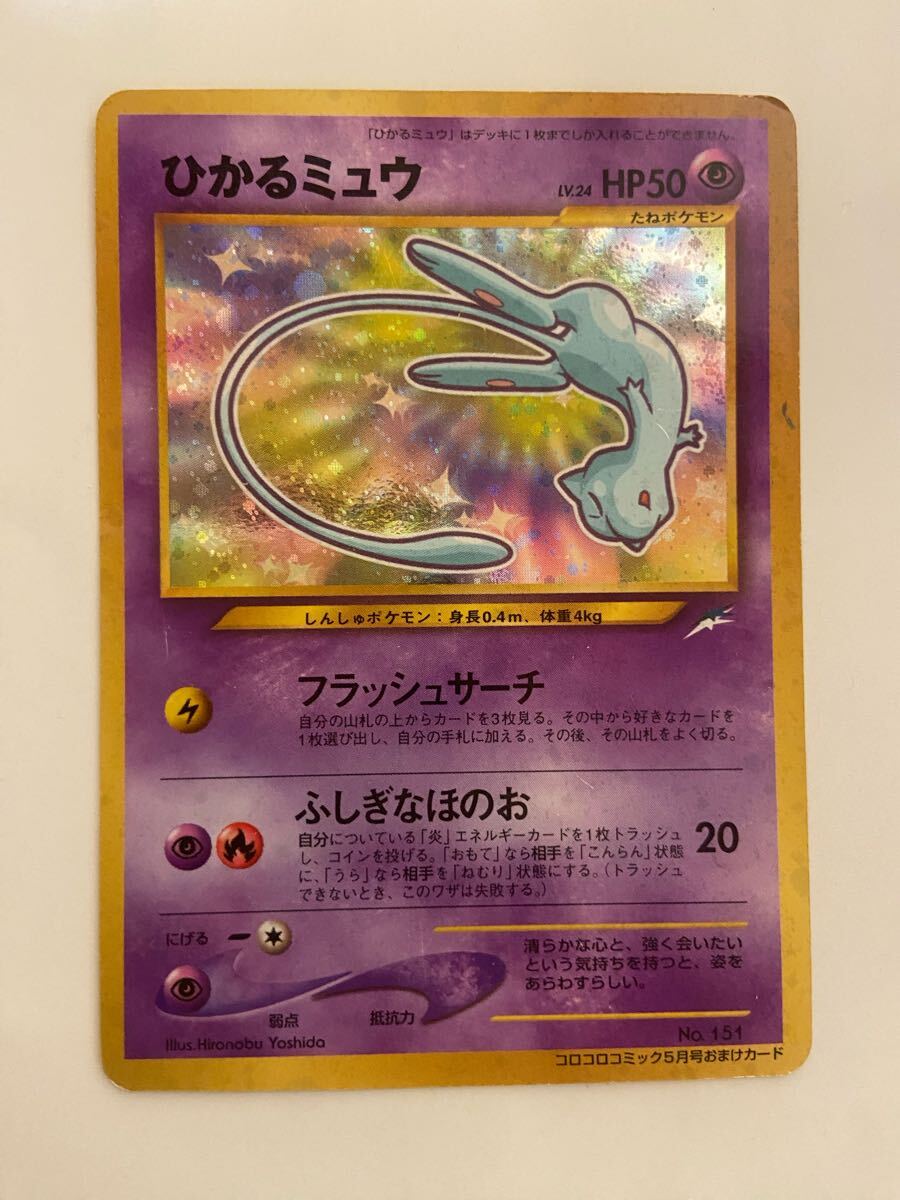 「ひかるミュウ」はデッキに1枚までしか入れることができません。
ひかるミュウ LV.24 HP50
たねポケモン
しんしゅポケモン：身長0.4m、体重4kg
フラッシュサーチ
自分の山札の上からカードを3枚見る。その中から好きなカードを
1枚選び出し、自分の手札に加える。その後、その山札をよく切る。
ふしぎなほのお 20
自分についている「炎」エネルギーカードを1枚トラッシュ
し、コインを投げる。「おもて」なら相手を「こんらん」状態
に、「うら」なら相手を「ねむり」状態にする。（トラッシュ
できないとき、このワザは失敗する。）
にげる
弱点
抵抗力
清らかな心と、強く会いたい
という気持ちを持つと、姿を
あらわすらしい。
Illus.Hironobu Yoshida
No. 151
コロコロコミック5月号おまけカード